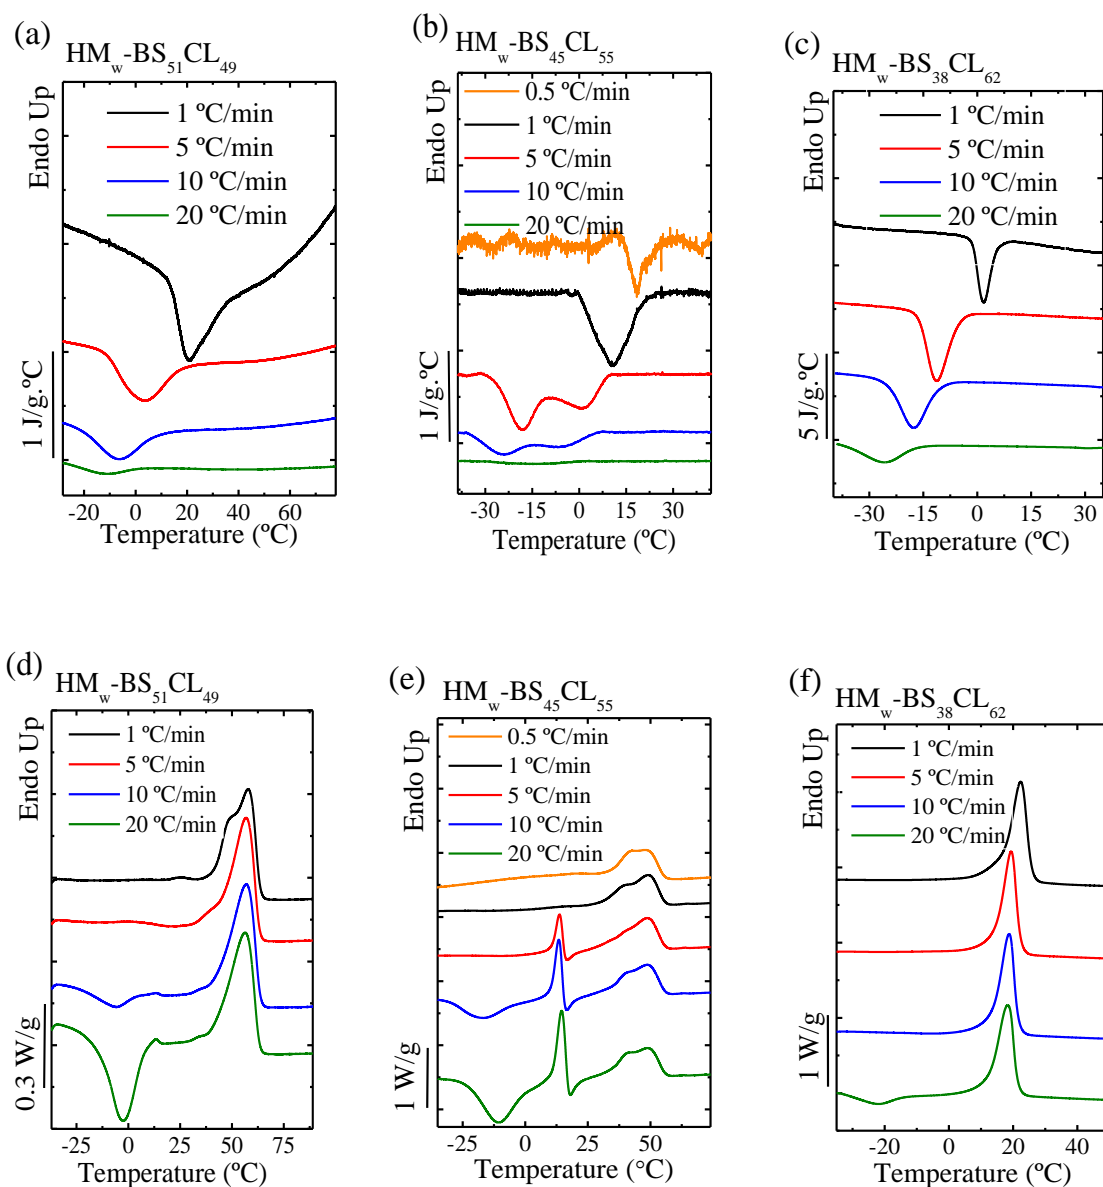 (a)
HMw-BS51CL49
Endo Up
1 ºC/min
5 ºC/min
10 ºC/min
20 ºC/min
1 J/g.ºC
-20 0 20 40 60
Temperature (ºC)
(b)
HMw-BS45CL55
Endo Up
0.5 ºC/min
1 ºC/min
5 ºC/min
10 ºC/min
20 ºC/min
1 J/g.ºC
-30 -15 0 15 30
Temperature (ºC)
(c)
HMw-BS38CL62
Endo Up
1 ºC/min
5 ºC/min
10 ºC/min
20 ºC/min
5 J/g.ºC
-30 -15 0 15 30
Temperature (ºC)
(d)
HMw-BS51CL49
Endo Up
1 ºC/min
5 ºC/min
10 ºC/min
20 ºC/min
0.3 W/g
-25 0 25 50 75
Temperature (ºC)
(e)
HMw-BS45CL55
Endo Up
0.5 ºC/min
1 ºC/min
5 ºC/min
10 ºC/min
20 ºC/min
1 W/g
-25 0 25 50
Temperature (°C)
(f)
HMw-BS38CL62
Endo Up
1 ºC/min
5 ºC/min
10 ºC/min
20 ºC/min
1 W/g
-20 0 20 40
Temperature (ºC)